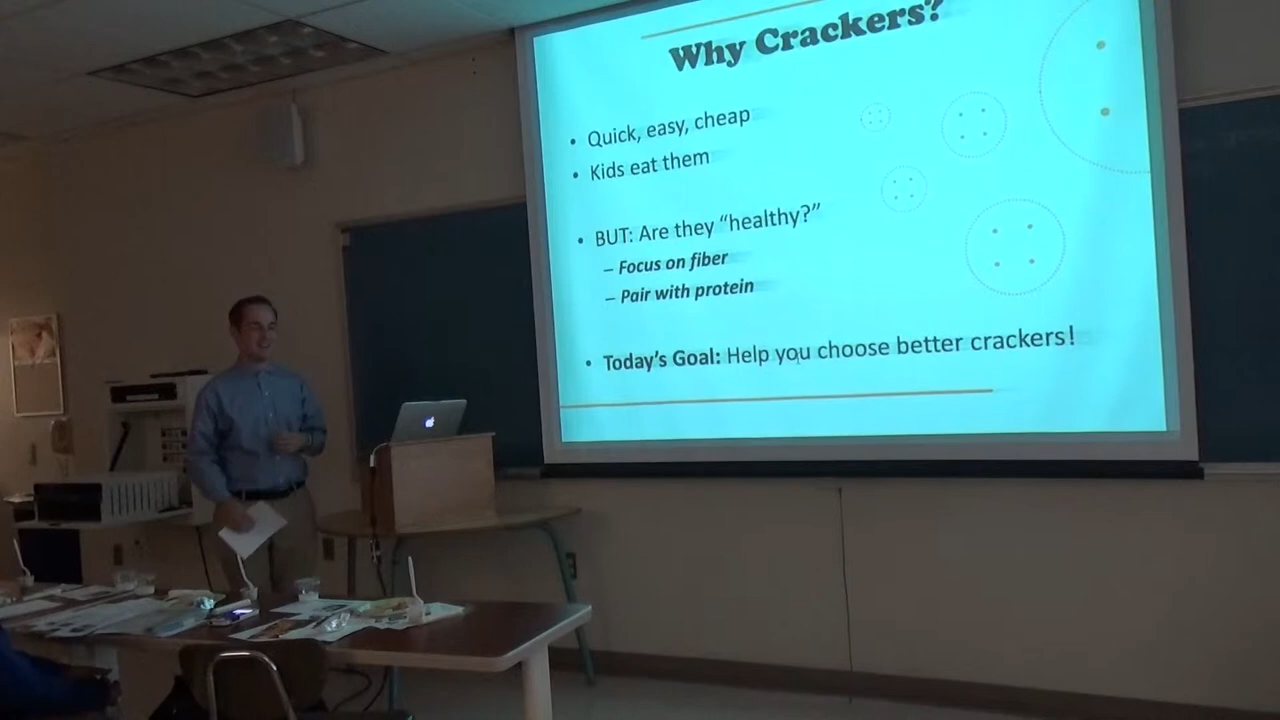 Why Crackers?
• Quick, easy, cheap
• Kids eat them
• BUT: Are they “healthy?”
– Focus on fiber
– Pair with protein
• Today’s Goal: Help you choose better crackers!